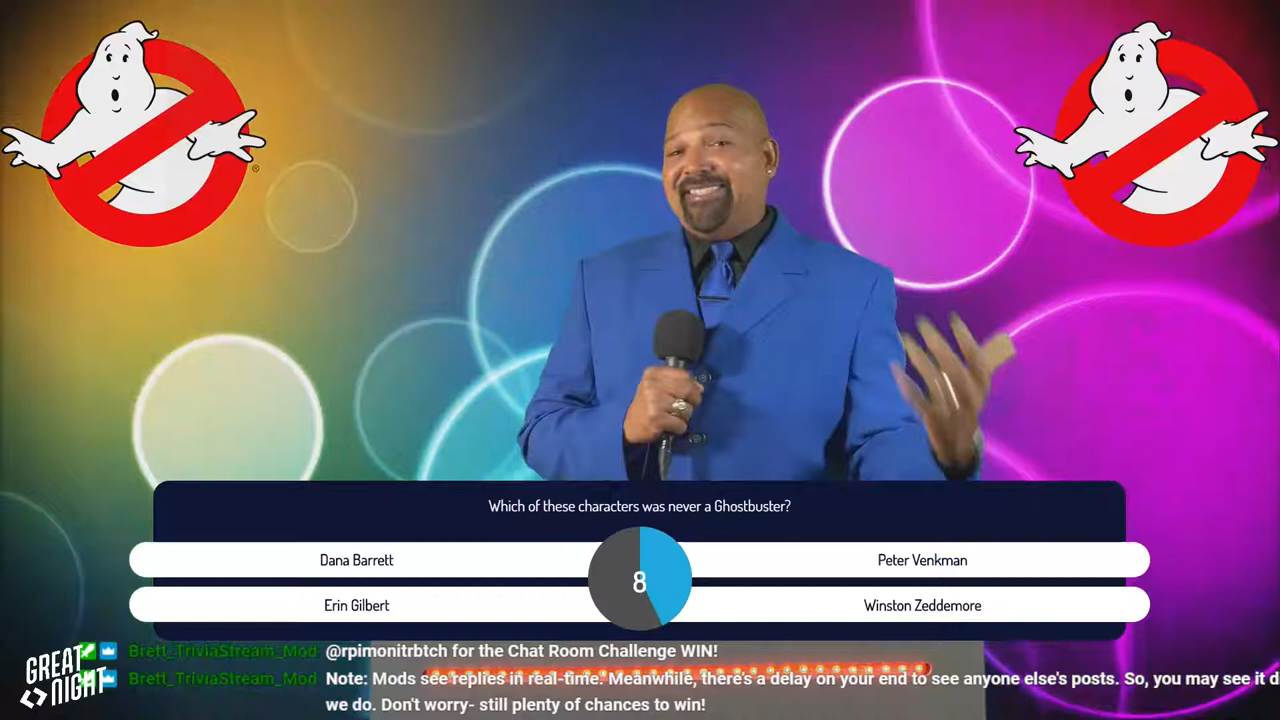 ®
Which of these characters was never a Ghostbuster?
Dana Barrett
Peter Venkman
8
Erin Gilbert
Winston Zeddemore
Brett_TriviaStream_Mod @rpimonitrbtch for the Chat Room Challenge WIN!
Brett_TriviaStream_Mod Note: Mods see replies in real-time. Meanwhile, there's a delay on your end to see anyone else's posts. So, you may see it d
we do. Don't worry- still plenty of chances to win!
GREAT
NIGHT